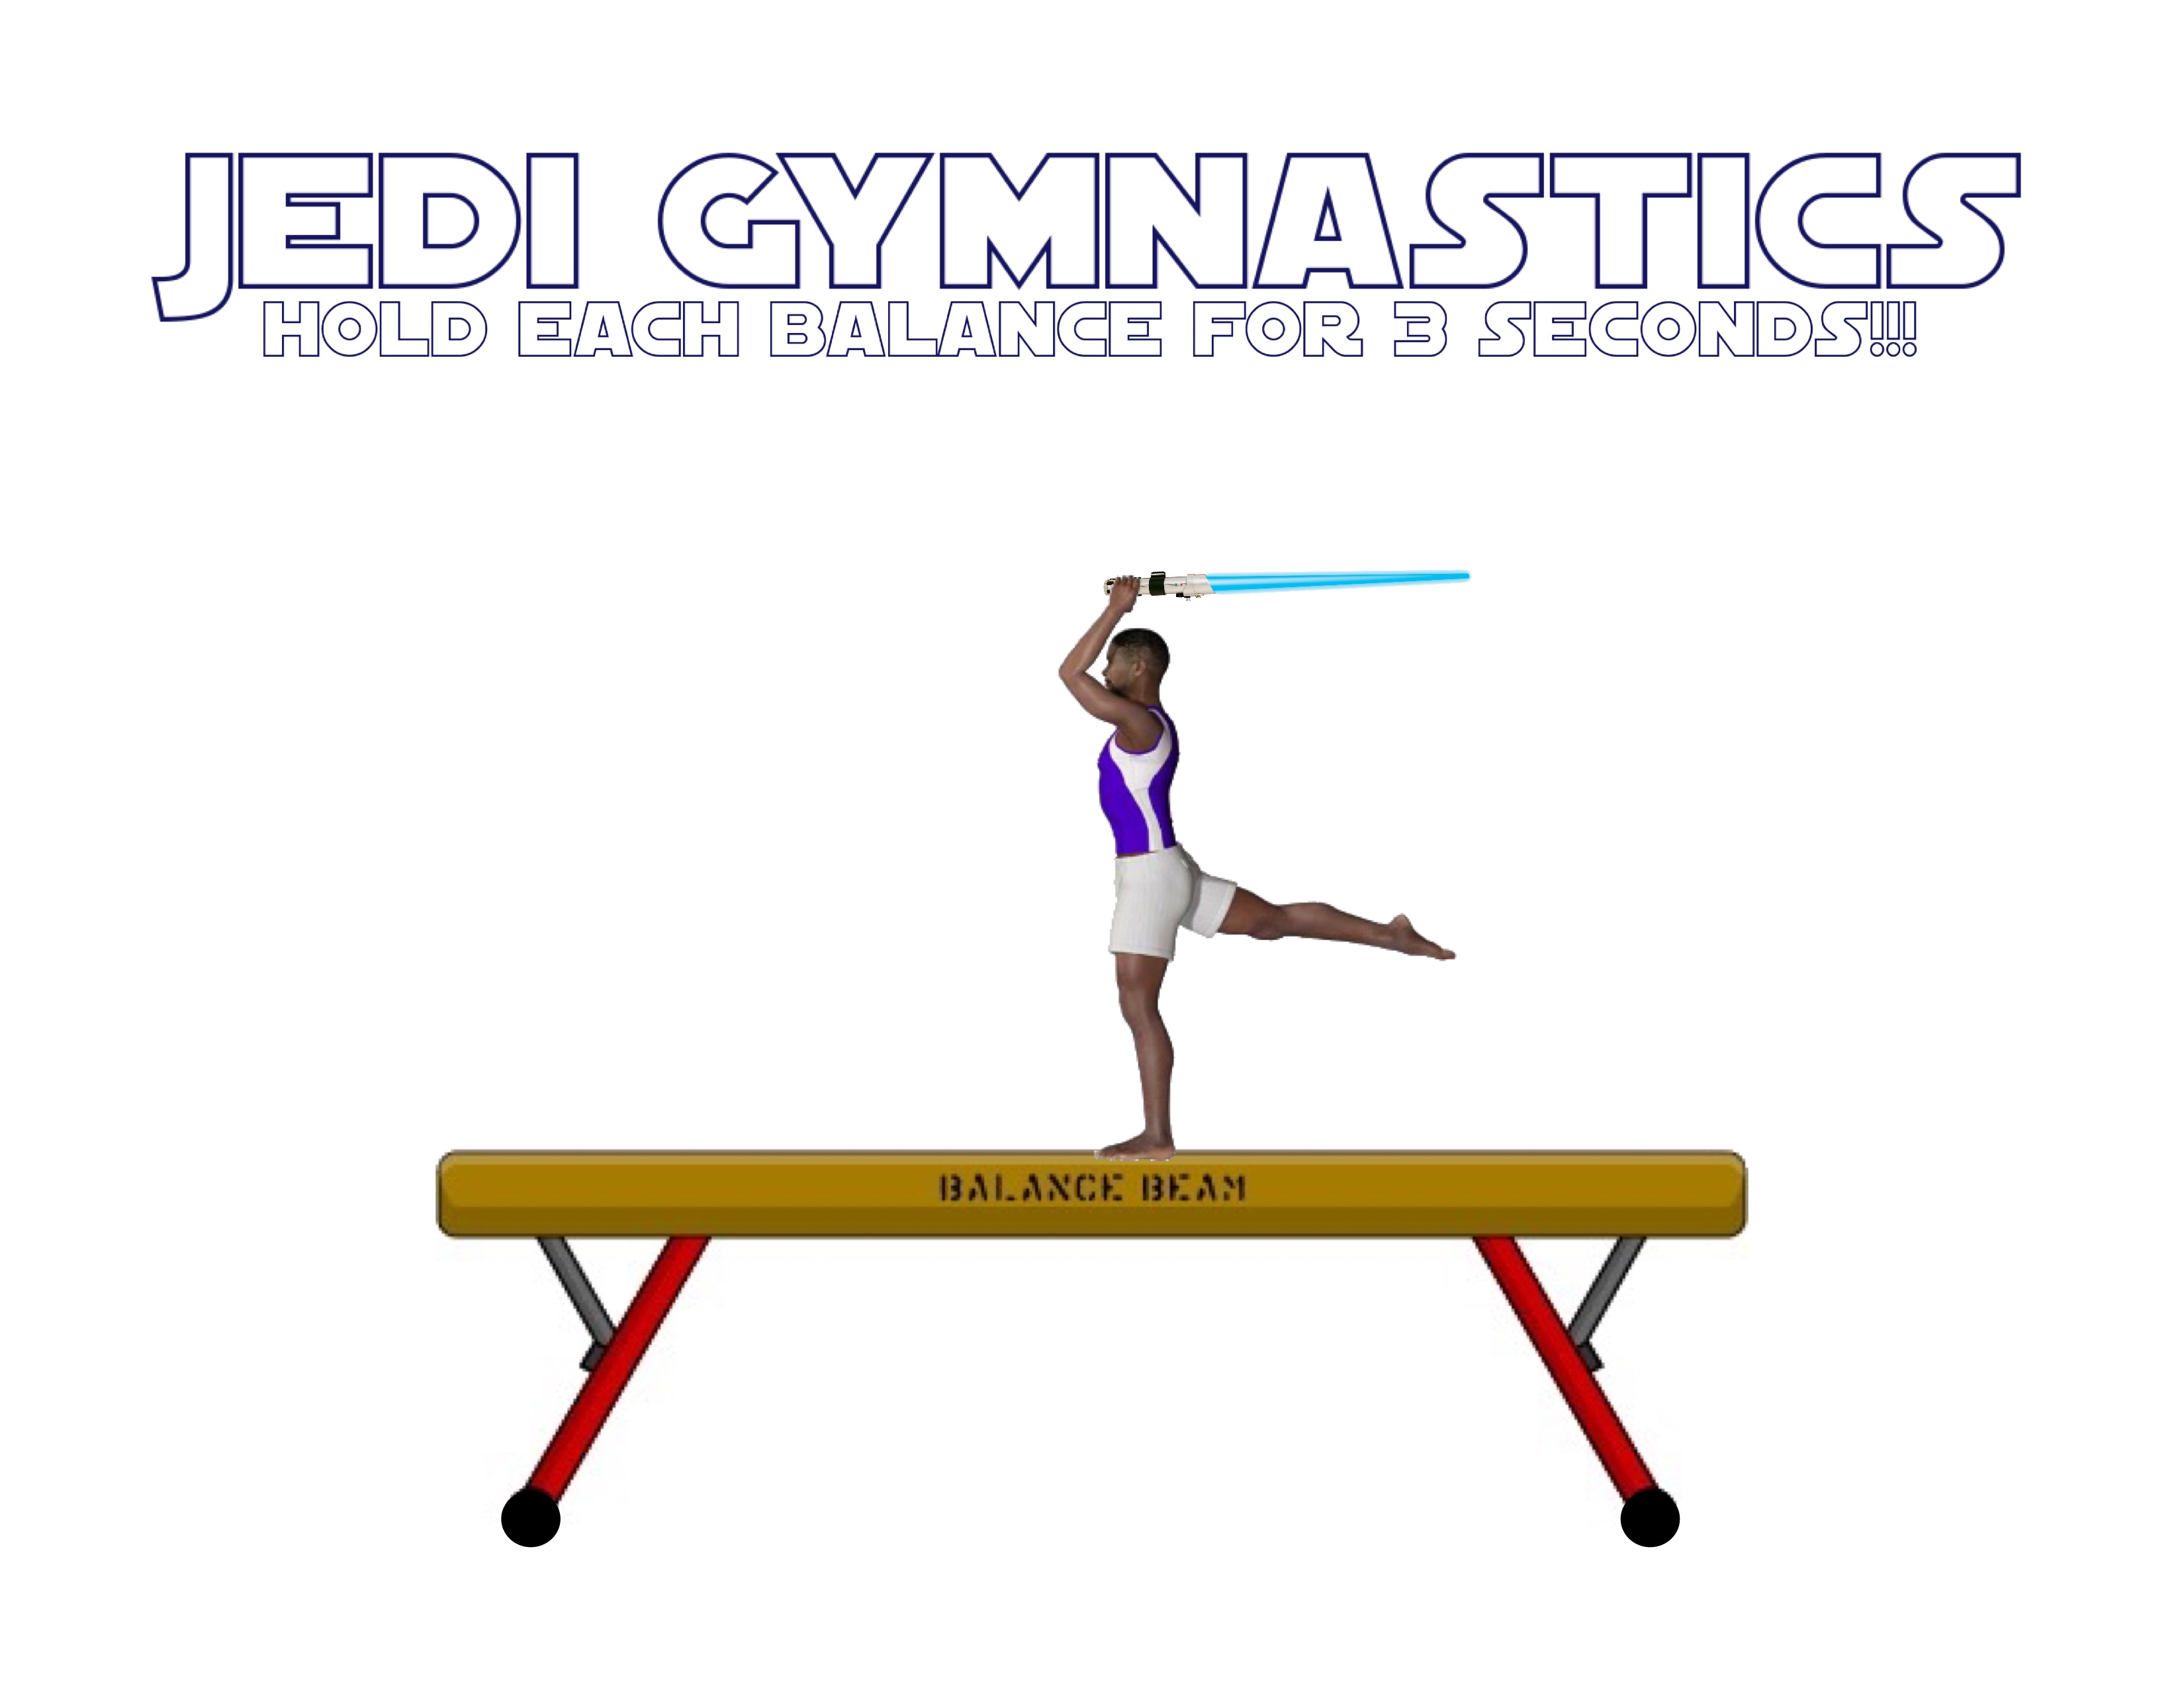 JEDI GYMNASTICS
HOLD EACH BALANCE FOR 3 SECONDS!!!
BALANCE BEAM